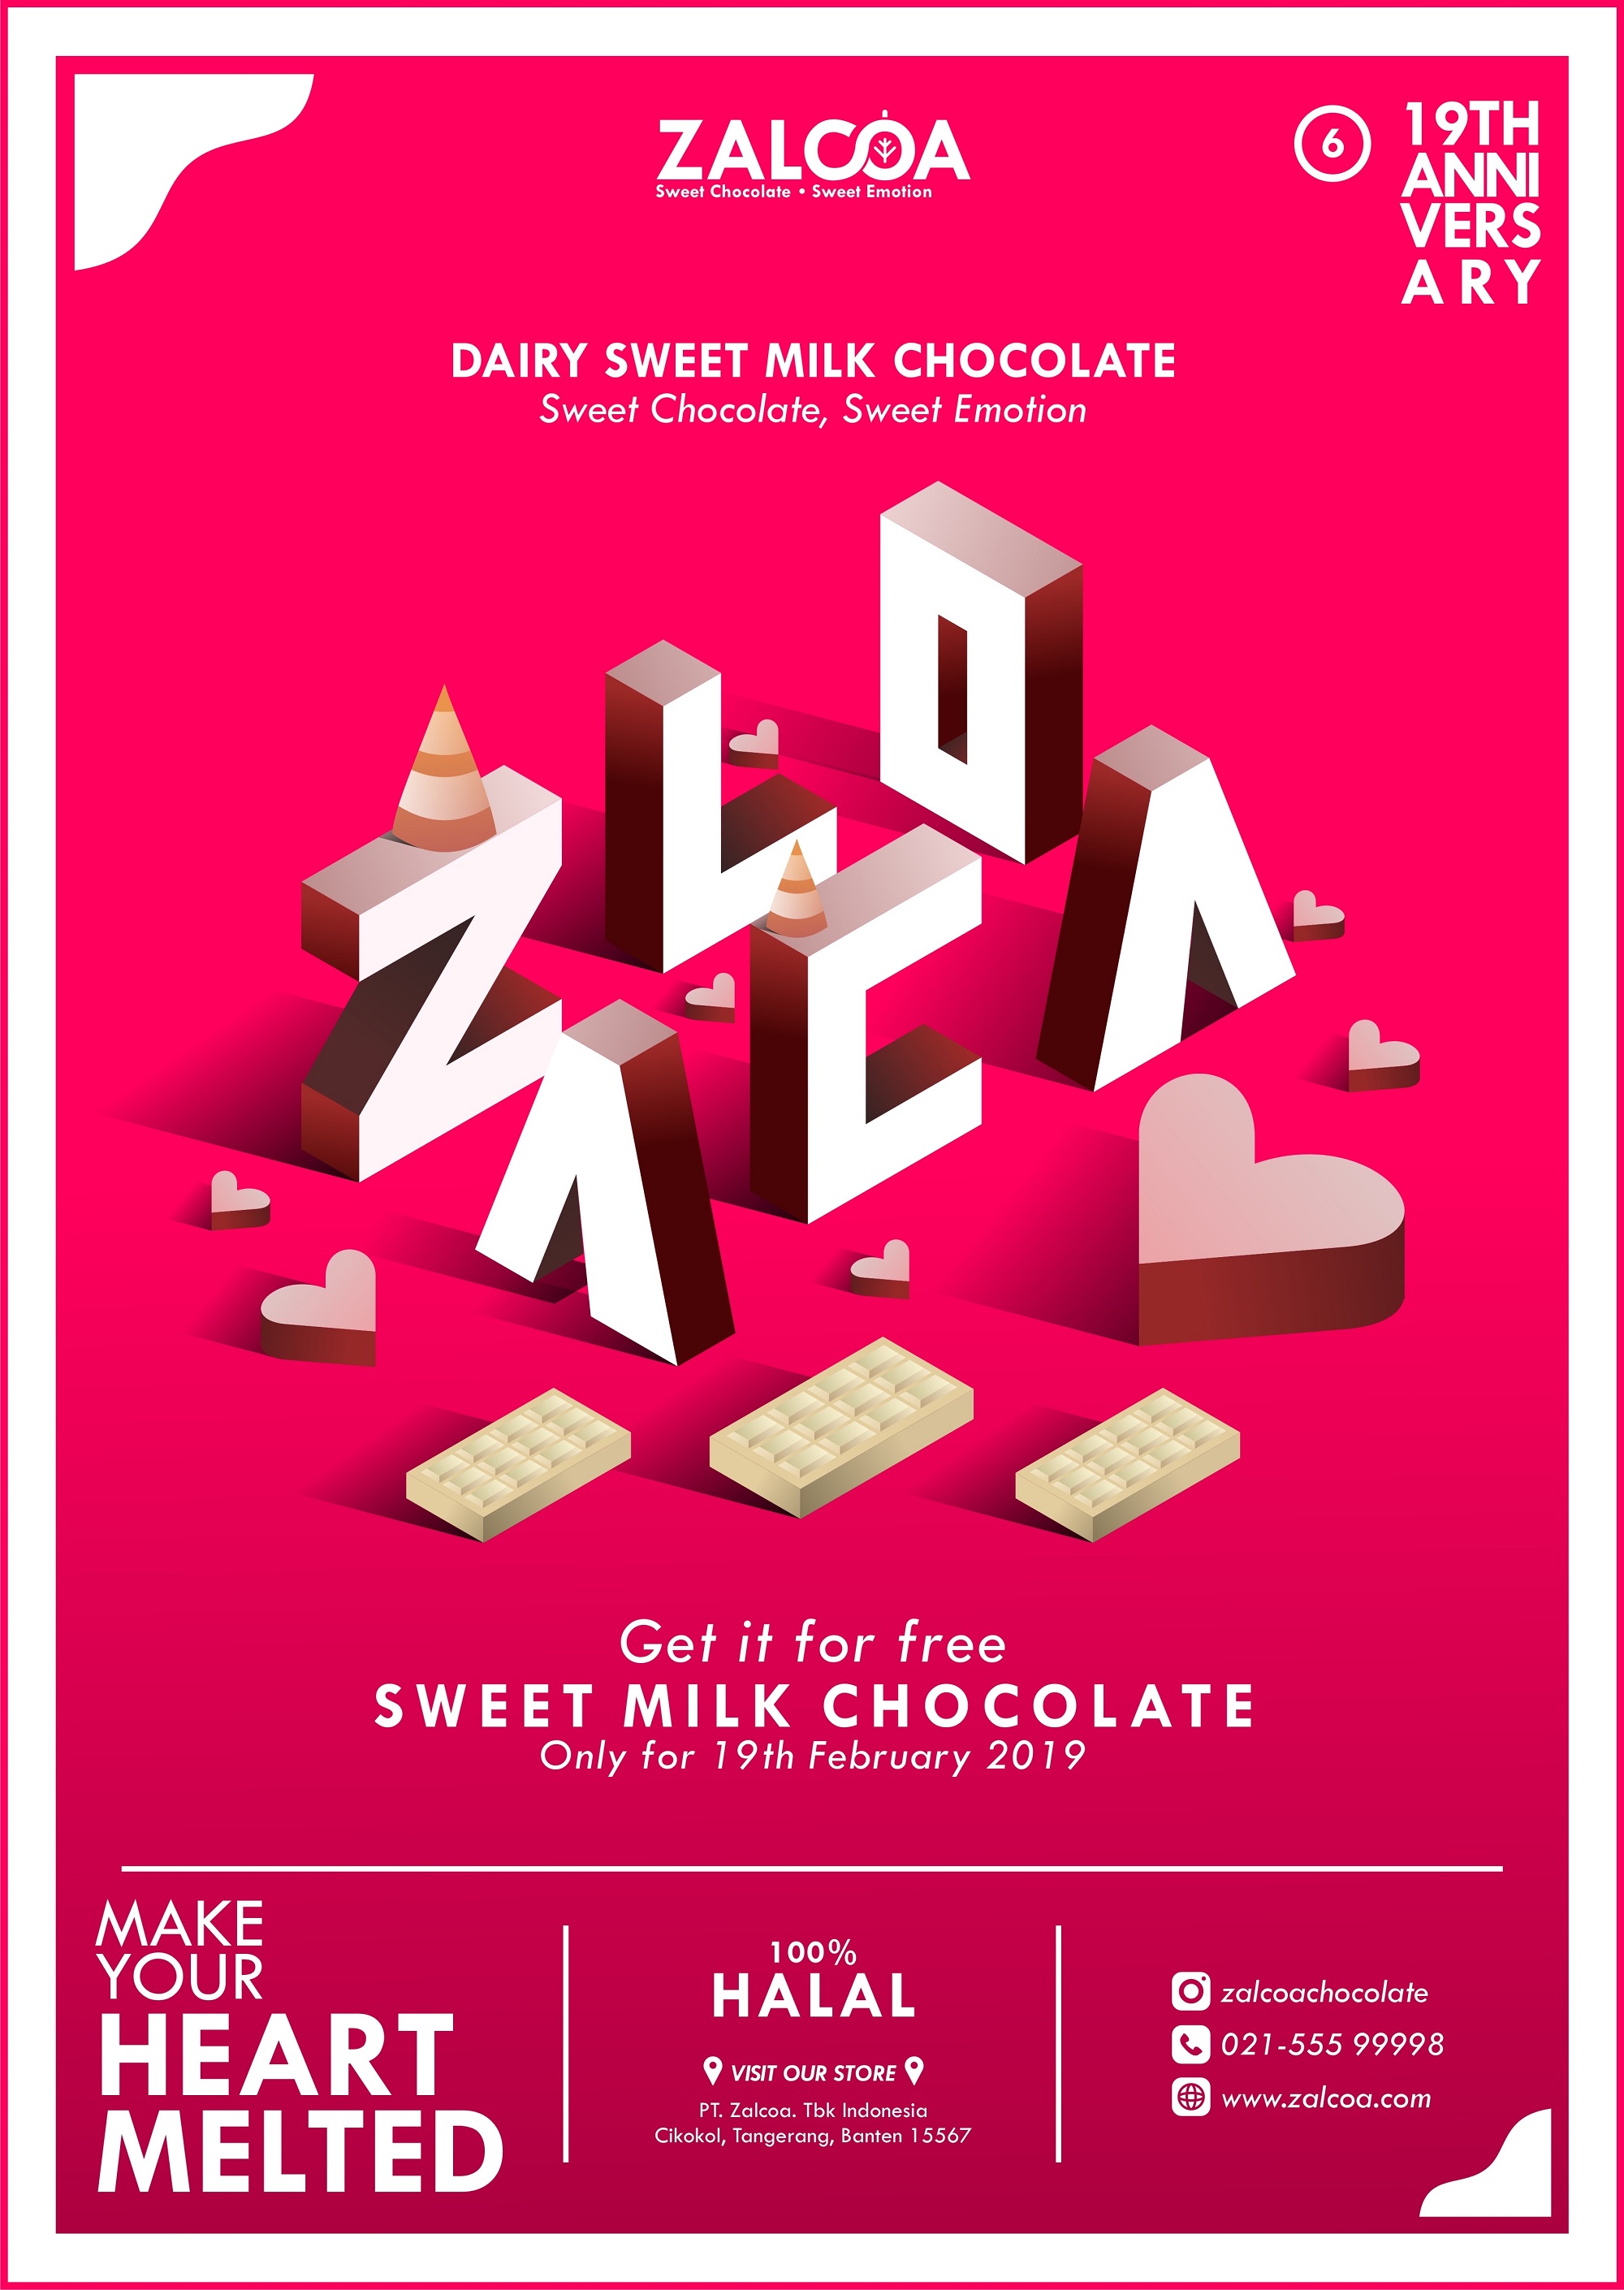 ZALCOA
Sweet Chocolate • Sweet Emotion
6
19TH
ANNI
VERS
ARY
DAIRY SWEET MILK CHOCOLATE
Sweet Chocolate, Sweet Emotion
ZALCOA
Get it for free
SWEET MILK CHOCOLATE
Only for 19th February 2019
MAKE
YOUR
HEART
MELTED
100%
HALAL
VISIT OUR STORE
PT. Zalcoa. Tbk Indonesia
Cikokol, Tangerang, Banten 15567
zalcoachocolate
021-555 99998
www.zalcoa.com